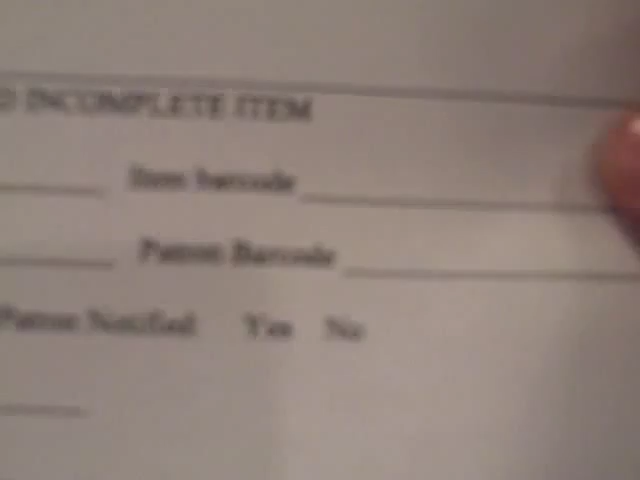 INCOMPLETE ITEM
Item barcode
Patron Barcode
Patron Notified Yes No